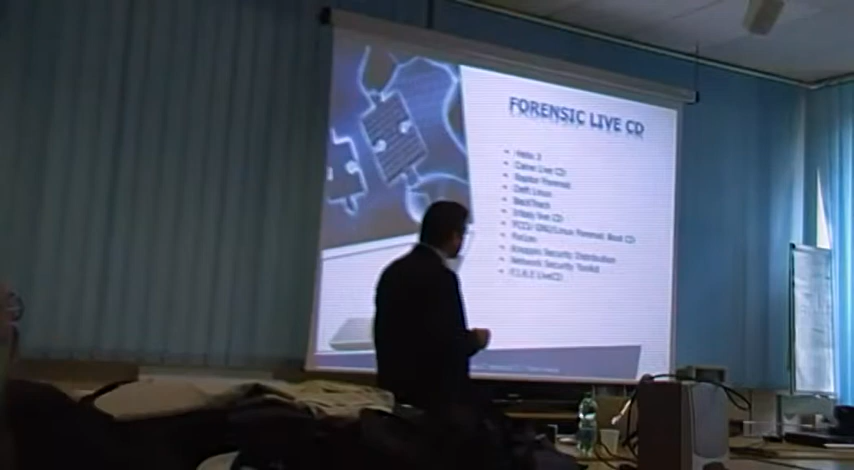 FORENSIC LIVE CD
Helix 3
Caine Live CD
Raptor Forensic
Deft Linux
BackTrack
live CD
FCCU GNU/Linux Forensic Boot CD
Knoppix Security Distribution
Network Security Toolkit
F.I.R.E LiveCD